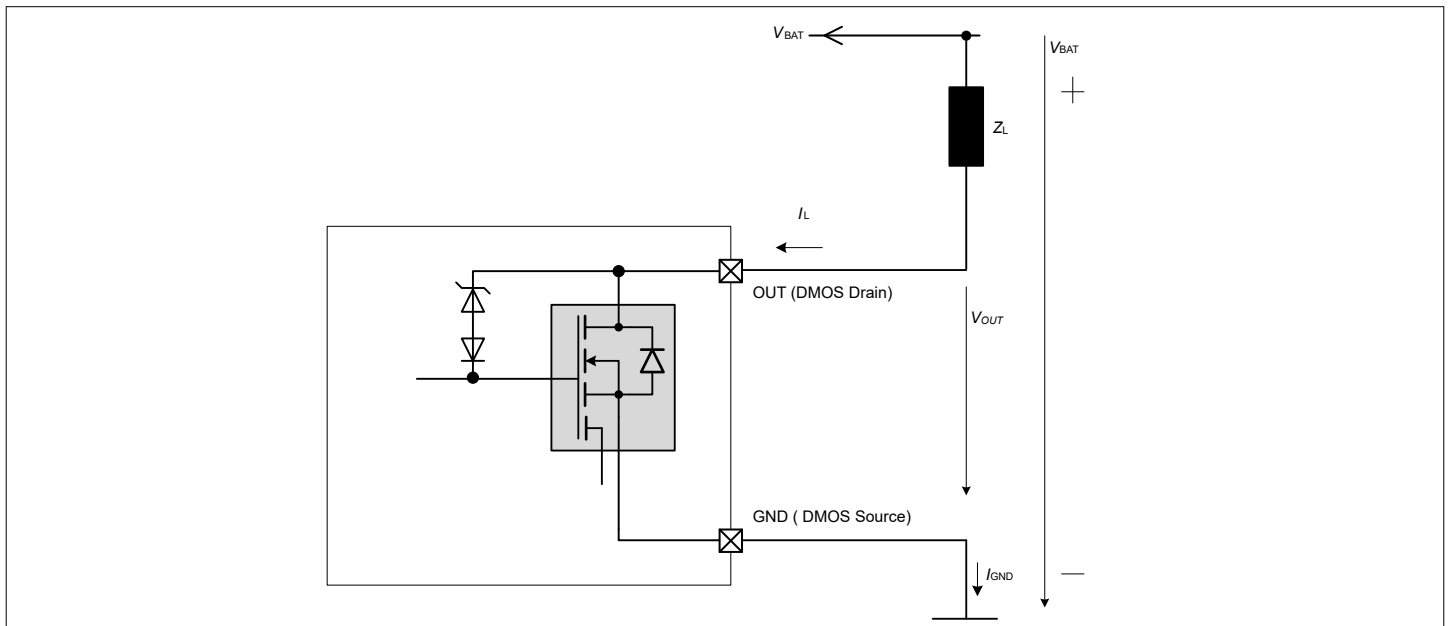 VBAT
VBAT
+
ZL
IL
OUT (DMOS Drain)
VOUT
GND ( DMOS Source)
IGND
—